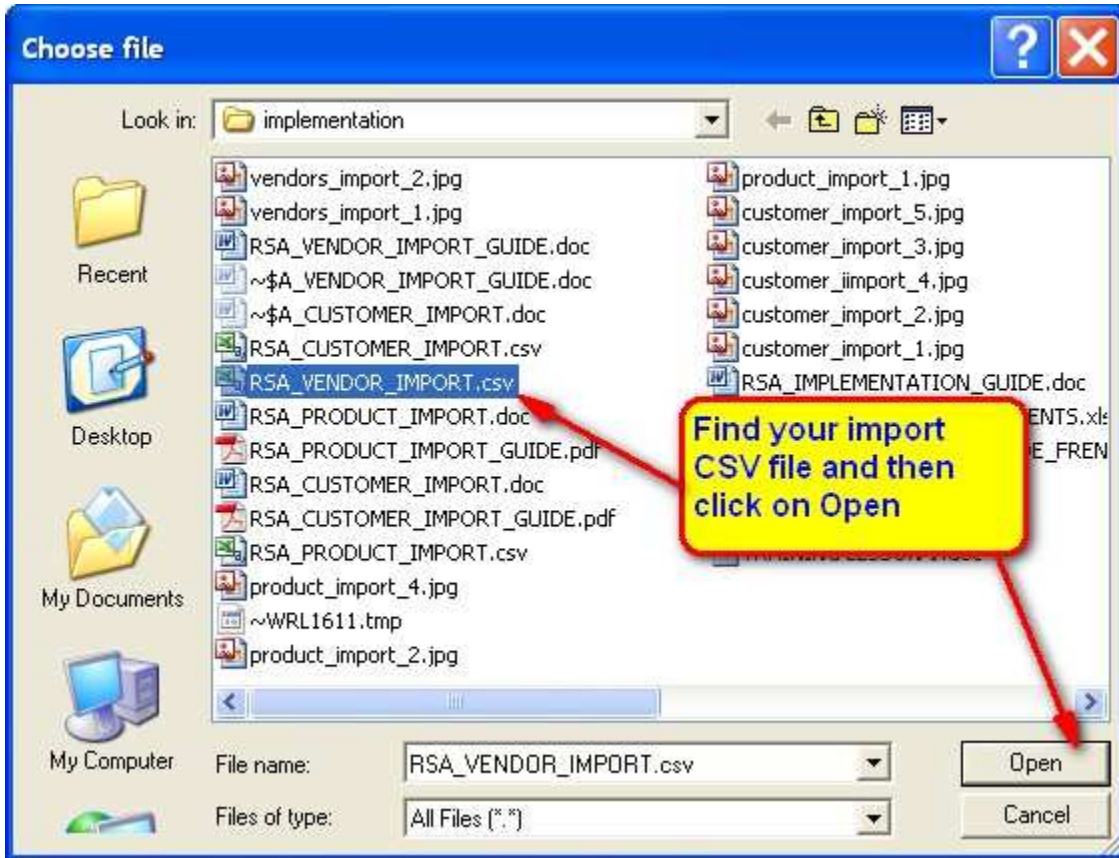 Choose file
Look in:
implementation
Recent
Desktop
My Documents
My Computer
vendors_import_2.jpg
vendors_import_1.jpg
RSA_VENDOR_IMPORT_GUIDE.doc
~$A_VENDOR_IMPORT_GUIDE.doc
~$A_CUSTOMER_IMPORT.doc
RSA_CUSTOMER_IMPORT.csv
RSA_VENDOR_IMPORT.csv
RSA_PRODUCT_IMPORT.doc
RSA_PRODUCT_IMPORT_GUIDE.pdf
RSA_CUSTOMER_IMPORT.doc
RSA_CUSTOMER_IMPORT_GUIDE.pdf
RSA_PRODUCT_IMPORT.csv
product_import_4.jpg
~WRL1611.tmp
product_import_2.jpg
product_import_1.jpg
customer_import_5.jpg
customer_import_3.jpg
customer_iimport_4.jpg
customer_import_2.jpg
customer_import_1.jpg
RSA_IMPLEMENTATION_GUIDE.doc
ENTS.xls
E_FREN
Find your import
CSV file and then
click on Open
File name:
RSA_VENDOR_IMPORT.csv
Open
Files of type:
All Files (*.*)
Cancel